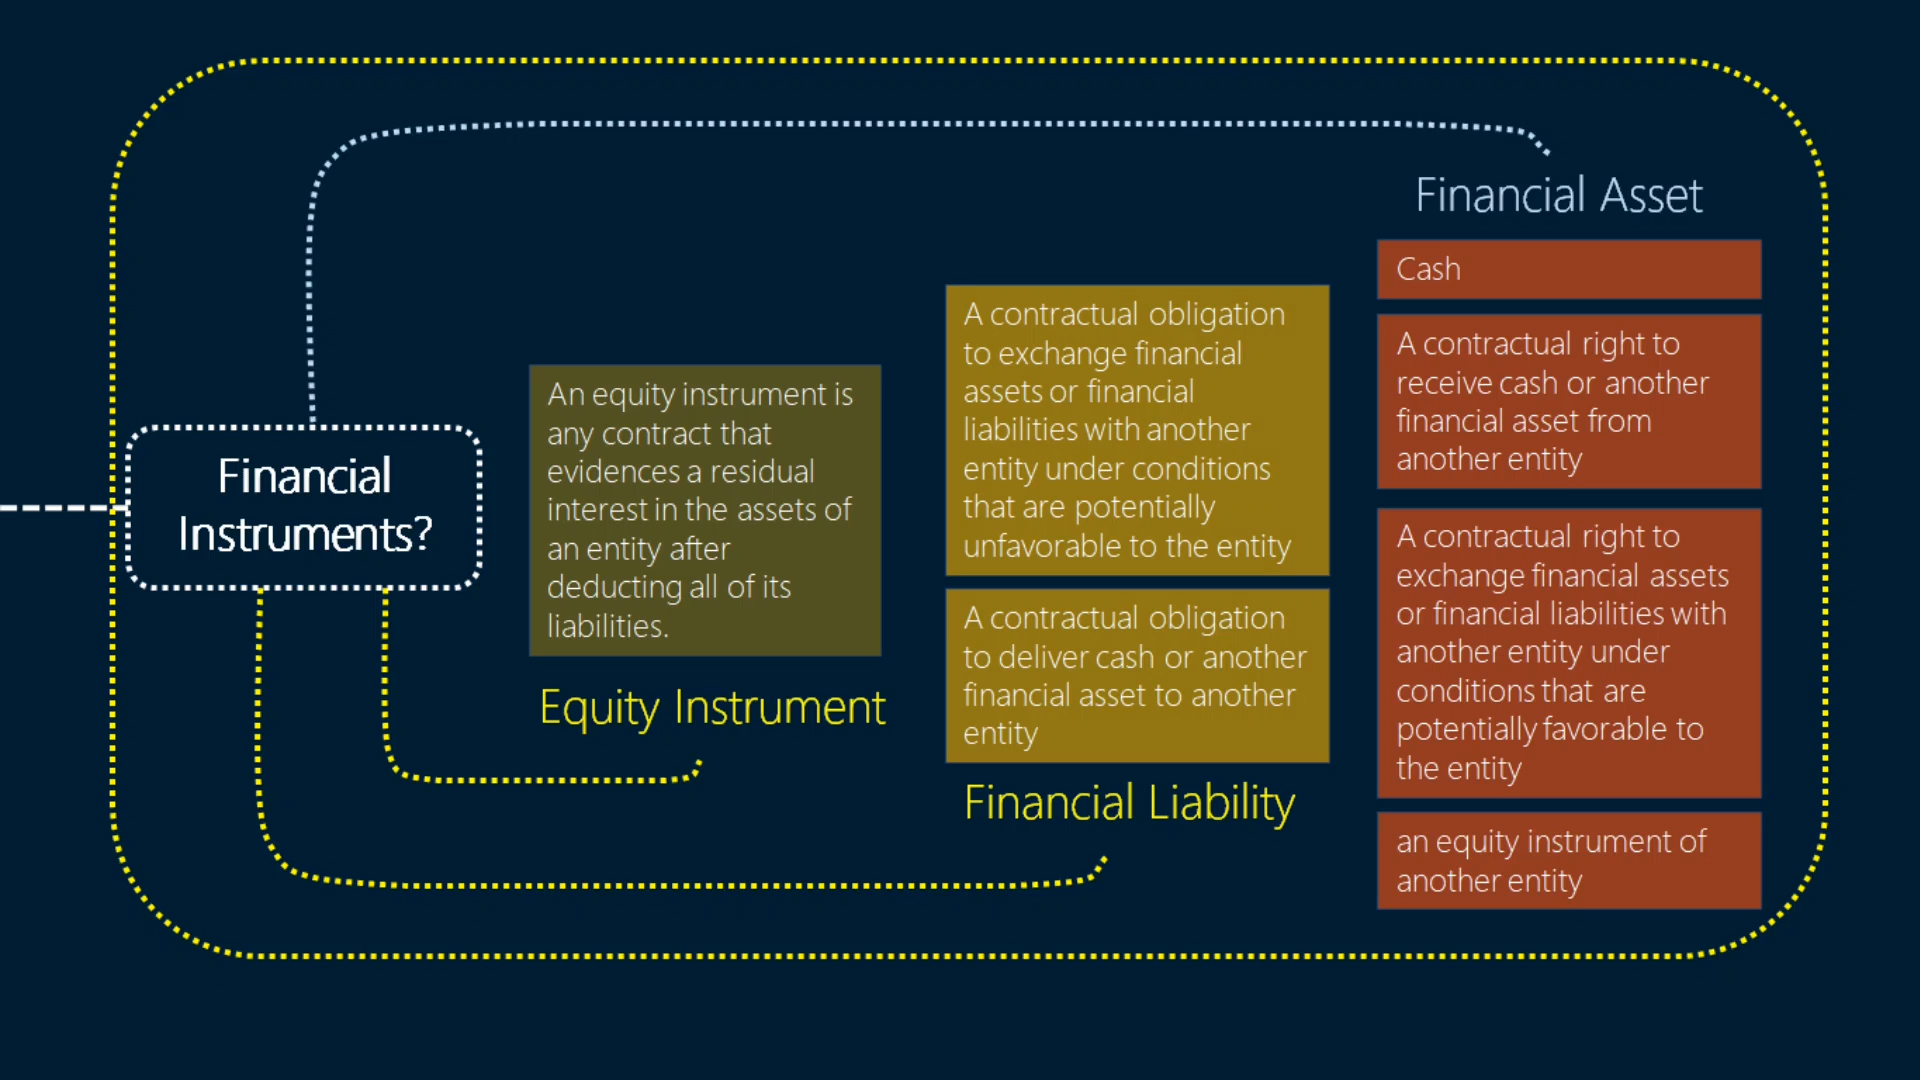 Financial
Instruments?
An equity instrument is
any contract that
evidences a residual
interest in the assets of
an entity after
deducting all of its
liabilities.
Equity Instrument
A contractual obligation
to exchange financial
assets or financial
liabilities with another
entity under conditions
that are potentially
unfavorable to the entity
A contractual obligation
to deliver cash or another
financial asset to another
entity
Financial Liability
Financial Asset
Cash
A contractual right to
receive cash or another
financial asset from
another entity
A contractual right to
exchange financial assets
or financial liabilities with
another entity under
conditions that are
potentially favorable to
the entity
an equity instrument of
another entity